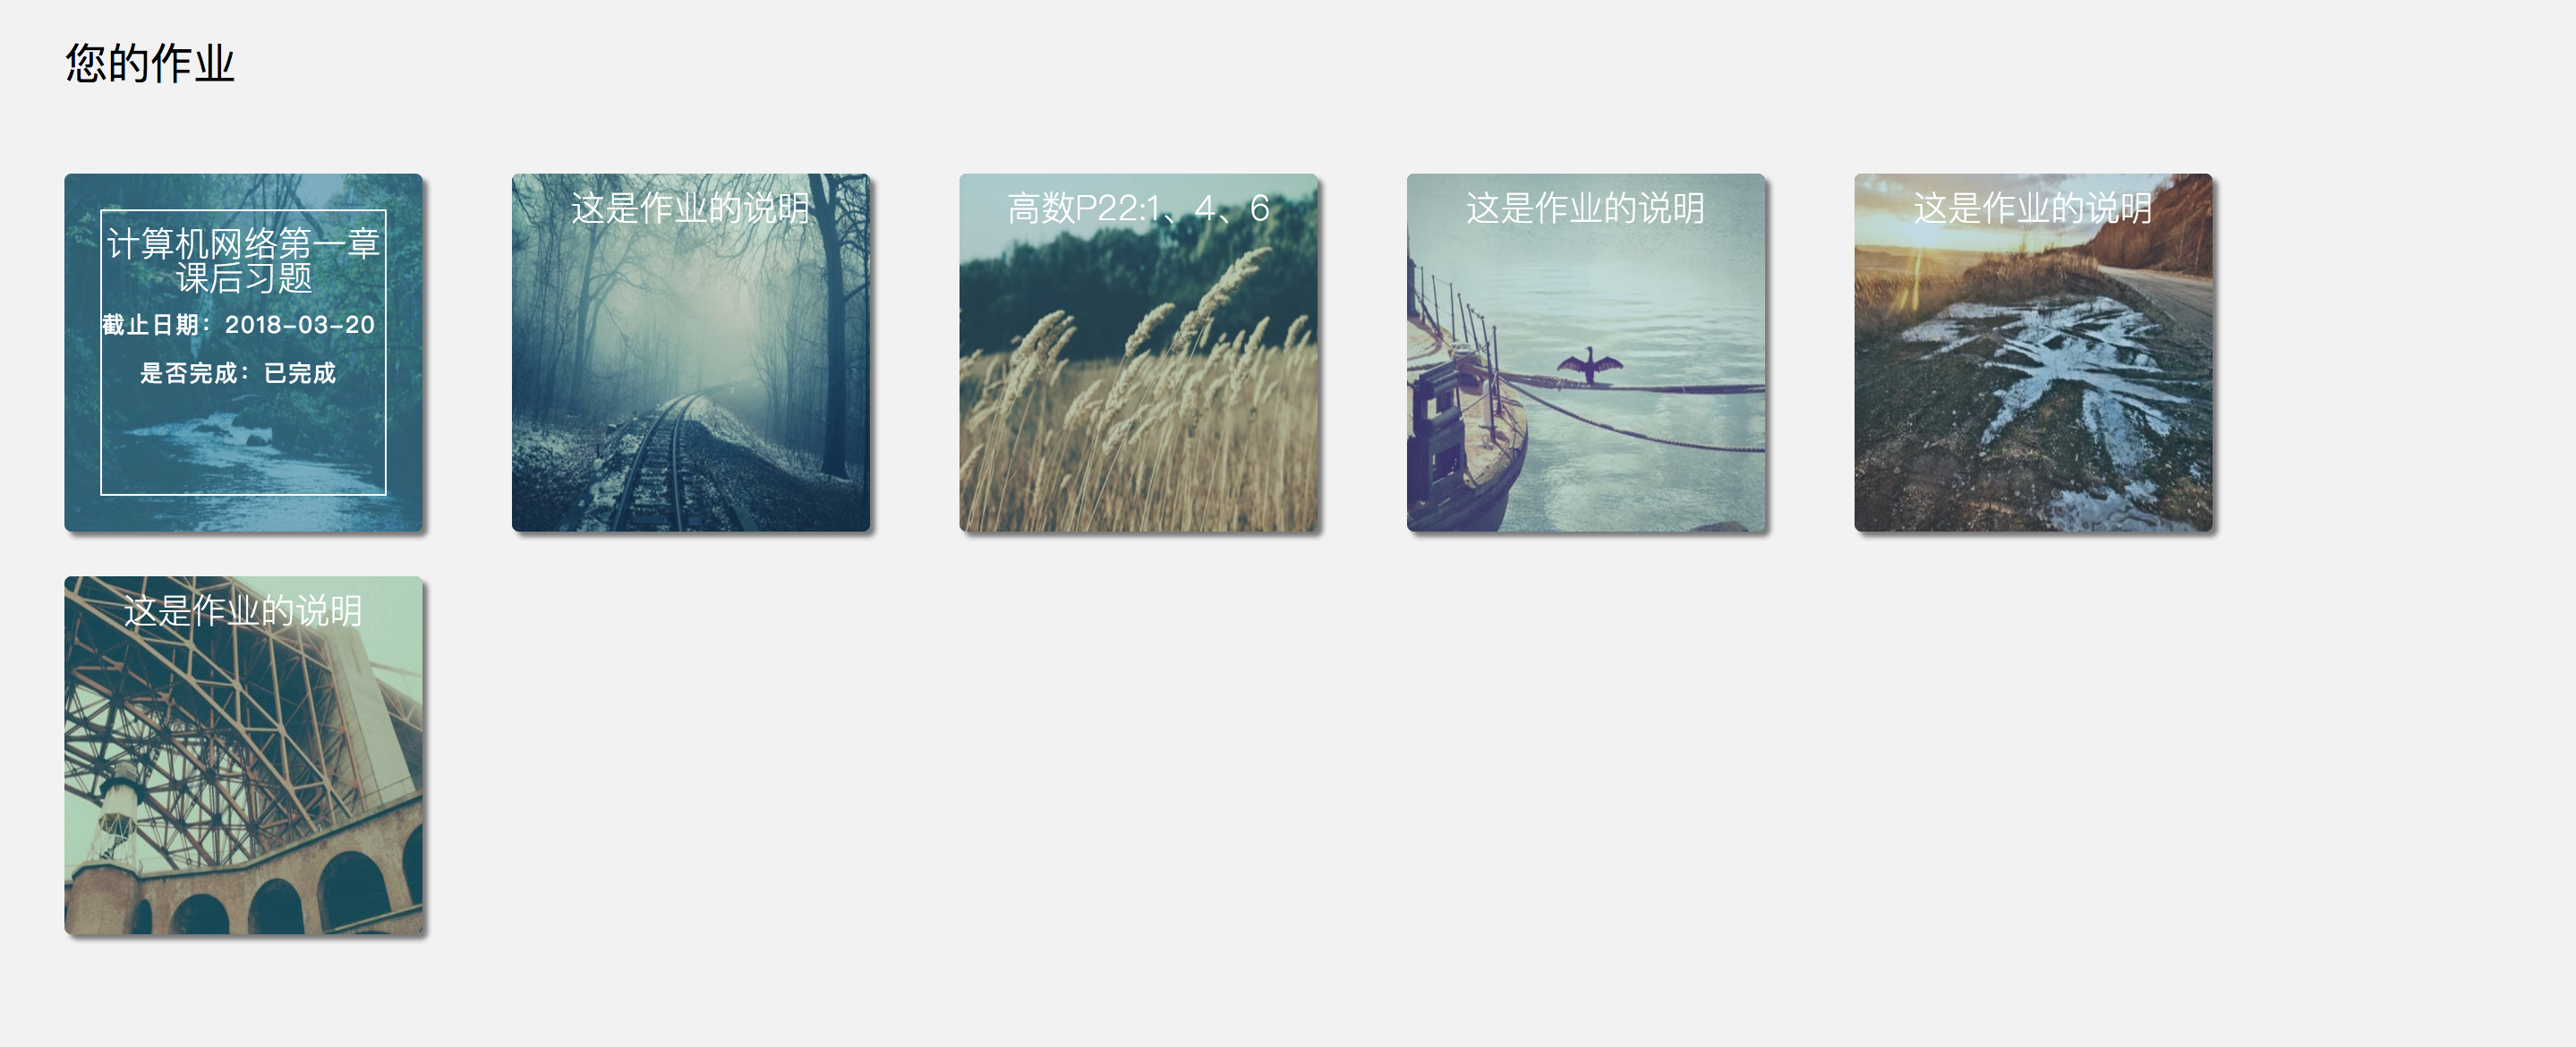 您的作业
计算机网络第一章
课后习题
截止日期：2018-03-20
是否完成：已完成
这是作业的说明
高数P22:1、4、6
这是作业的说明
这是作业的说明
这是作业的说明